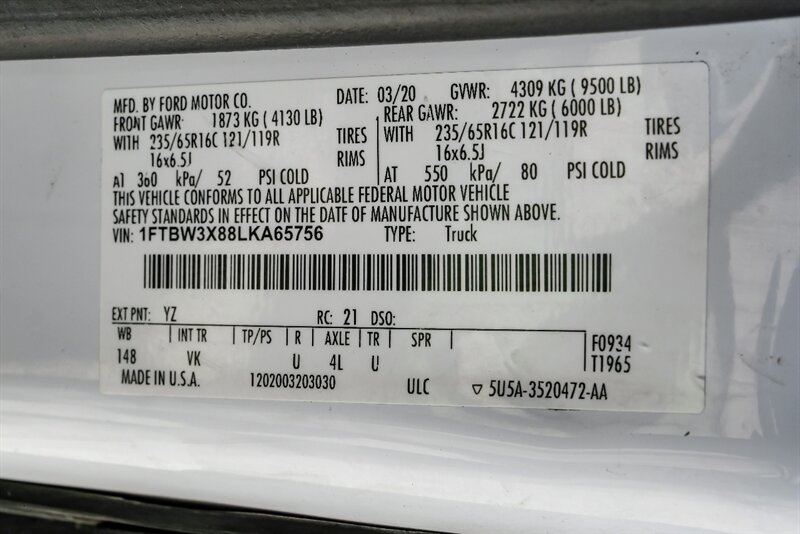 MFD. BY FORD MOTOR CO. DATE: 03/20 GVWR: 4309 KG ( 9500 LB)
FRONT GAWR: 1873 KG ( 4130 LB) REAR GAWR: 2722 KG ( 6000 LB)
WITH 235/65R16C 121/119R TIRES WITH 235/65R16C 121/119R TIRES
16x6.5J RIMS 16x6.5J RIMS
AT 360 kPa/ 52 PSI COLD AT 550 kPa/ 80 PSI COLD
THIS VEHICLE CONFORMS TO ALL APPLICABLE FEDERAL MOTOR VEHICLE
SAFETY STANDARDS IN EFFECT ON THE DATE OF MANUFACTURE SHOWN ABOVE.
VIN: 1FTBW3X88LKA65756 TYPE: Truck
EXT PNT: YZ RC: 21 DSO:
WB INT TR TP/PS R AXLE TR SPR F0934
148 VK U 4L U T1965
MADE IN U.S.A. 1202003203030 ULC ▽ 5U5A-3520472-AA